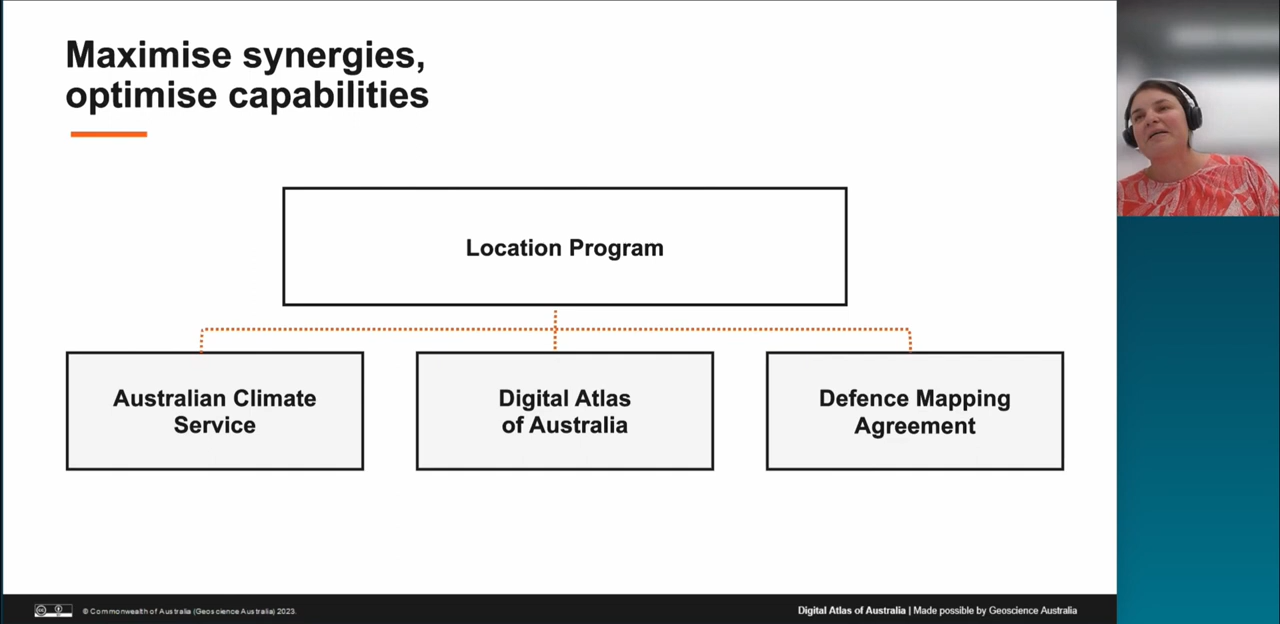 Maximise synergies,
optimise capabilities
Location Program
Australian Climate
Service
Digital Atlas
of Australia
Defence Mapping
Agreement
© Commonwealth of Australia (Geoscience Australia) 2023.
Digital Atlas of Australia | Made possible by Geoscience Australia